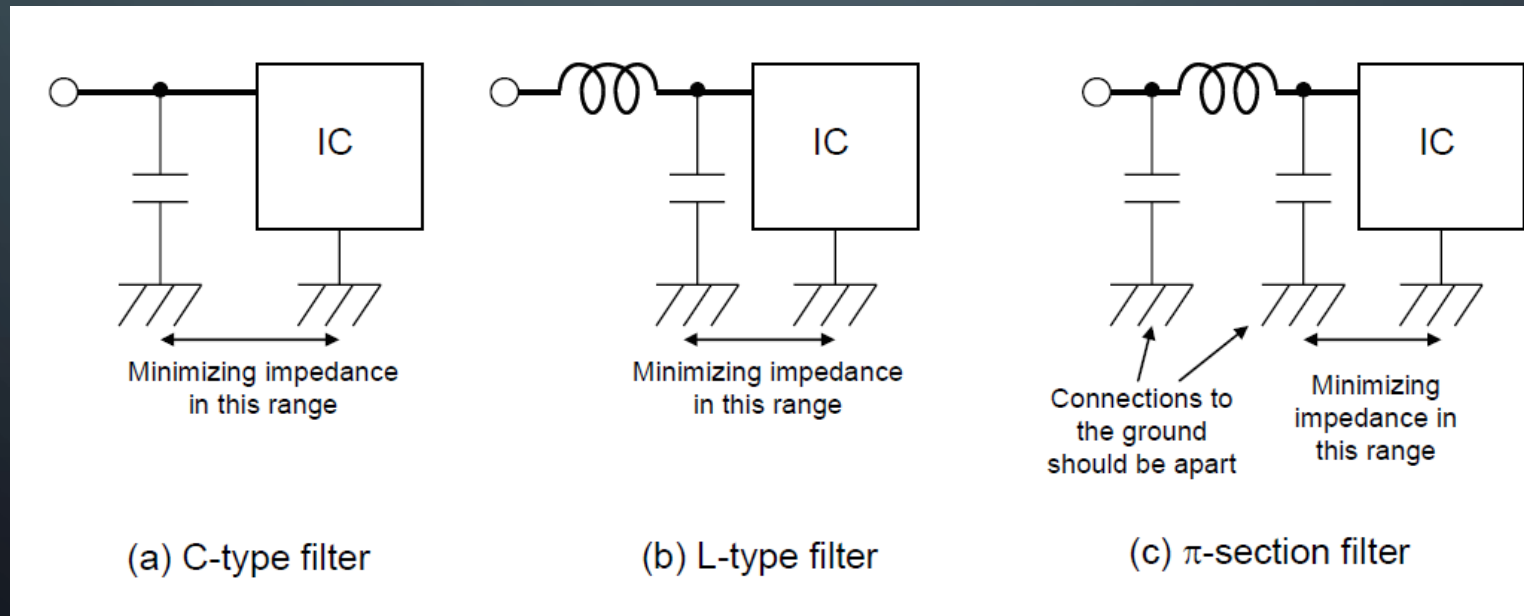 IC
IC
IC
Minimizing impedance
in this range
Minimizing impedance
in this range
Connections to
the ground
should be apart
Minimizing
impedance in
this range
(a) C-type filter
(b) L-type filter
(c) π-section filter